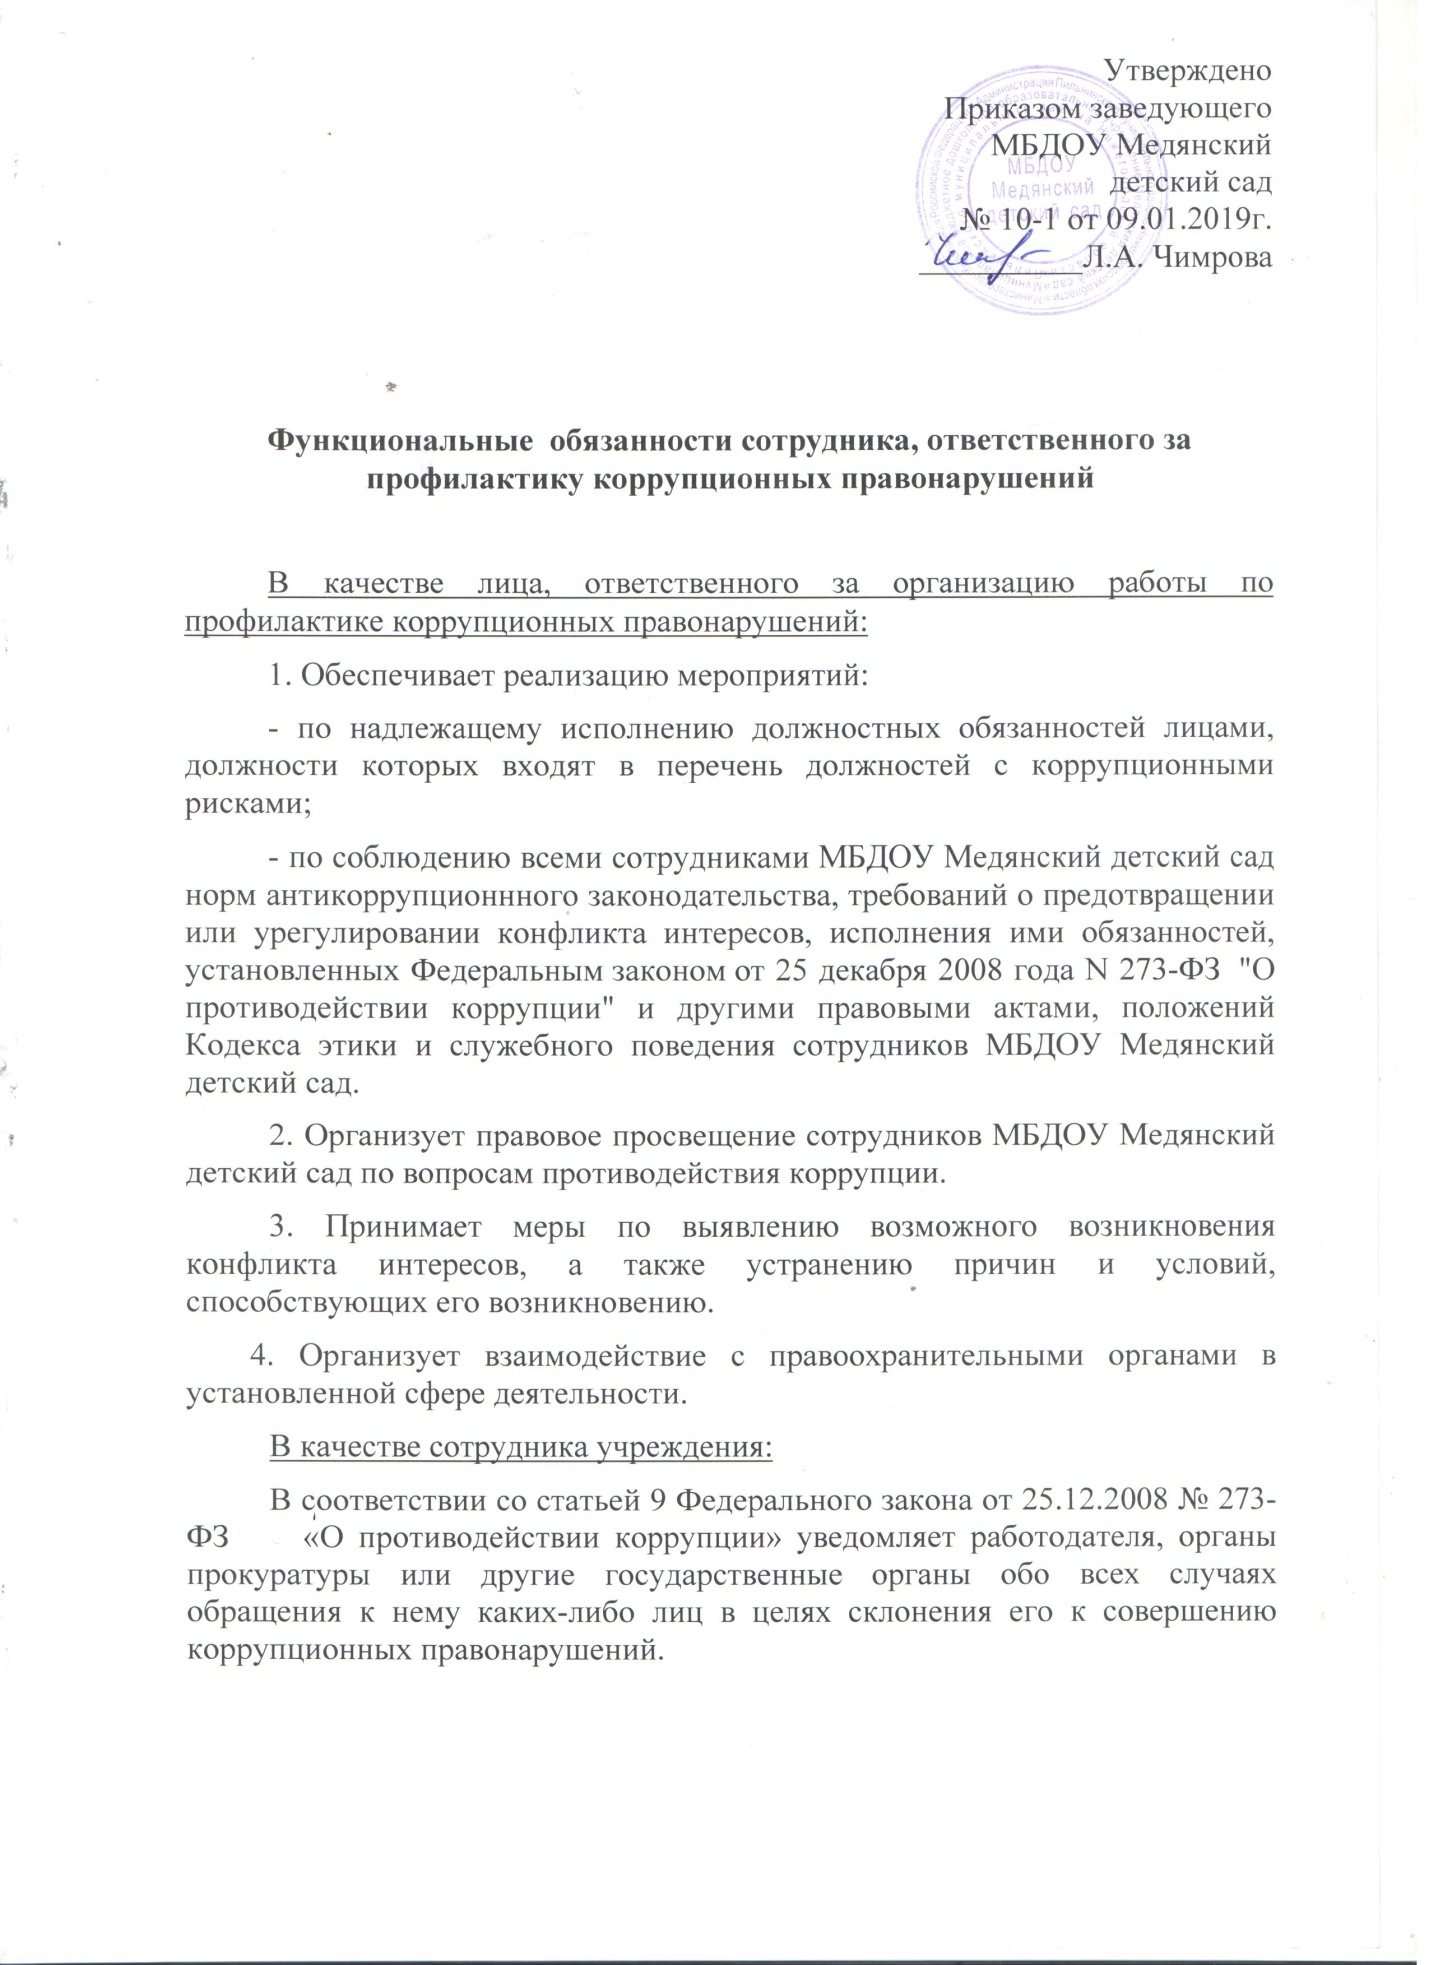 Утверждено
Приказом заведующего
МБДОУ Медянский
детский сад
№ 10-1 от 09.01.2019г.
Л.А. Чимрова
МБДОУ
Медянский
детский сад
Функциональные обязанности сотрудника, ответственного за
профилактику коррупционных правонарушений
В качестве лица, ответственного за организацию работы по
профилактике коррупционных правонарушений:
1. Обеспечивает реализацию мероприятий:
- по надлежащему исполнению должностных обязанностей лицами,
должности которых входят в перечень должностей с коррупционными
рисками;
- по соблюдению всеми сотрудниками МБДОУ Медянский детский сад
норм антикоррупционнного законодательства, требований о предотвращении
или урегулировании конфликта интересов, исполнения ими обязанностей,
установленных Федеральным законом от 25 декабря 2008 года N 273-ФЗ "О
противодействии коррупции" и другими правовыми актами, положений
Кодекса этики и служебного поведения сотрудников МБДОУ Медянский
детский сад.
2. Организует правовое просвещение сотрудников МБДОУ Медянский
детский сад по вопросам противодействия коррупции.
3. Принимает меры по выявлению возможного возникновения
конфликта интересов, а также устранению причин и условий,
способствующих его возникновению.
4. Организует взаимодействие с правоохранительными органами в
установленной сфере деятельности.
В качестве сотрудника учреждения:
В соответствии со статьей 9 Федерального закона от 25.12.2008 № 273-
ФЗ «О противодействии коррупции» уведомляет работодателя, органы
прокуратуры или другие государственные органы обо всех случаях
обращения к нему каких-либо лиц в целях склонения его к совершению
коррупционных правонарушений.